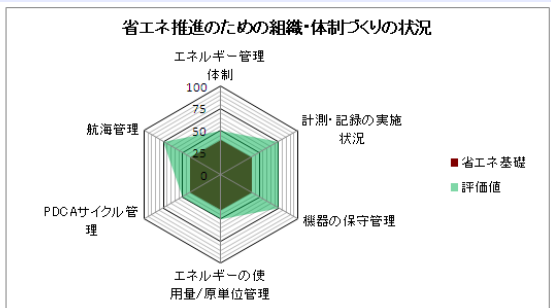 省エネ推進のための組織・体制づくりの状況
エネルギー管理
体制
100
75
50
25
0
計測・記録の実施
状況
機器の保守管理
エネルギーの使
用量/原単位管理
PDCAサイクル管
理
航海管理
省エネ基礎
評価値